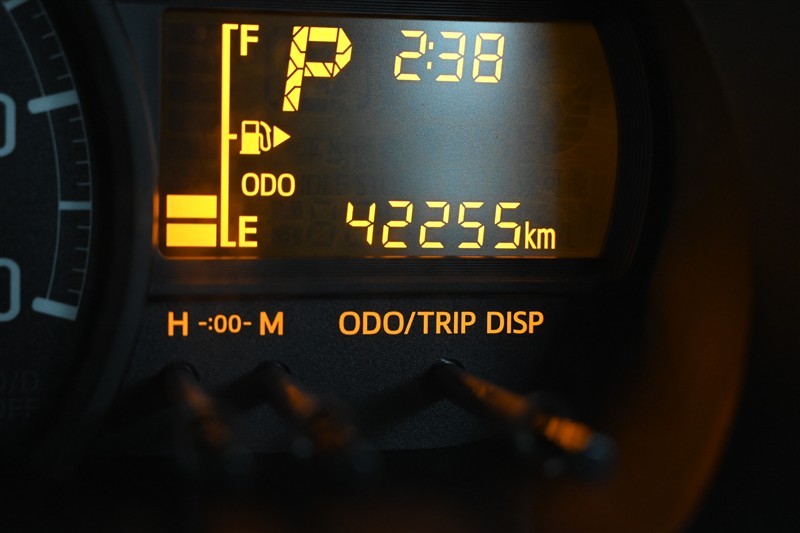 F P 2:38
ODO
E 42255km
H -:00- M ODO/TRIP DISP